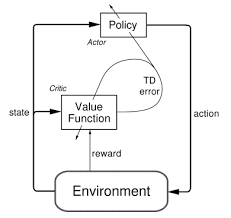 Policy
Actor
TD
error
Critic
state
Value
Function
action
reward
Environment